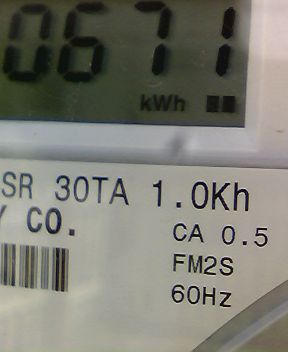 0671
kWh
SR 30TA 1.0Kh
Y CO.
CA 0.5
FM2S
60Hz